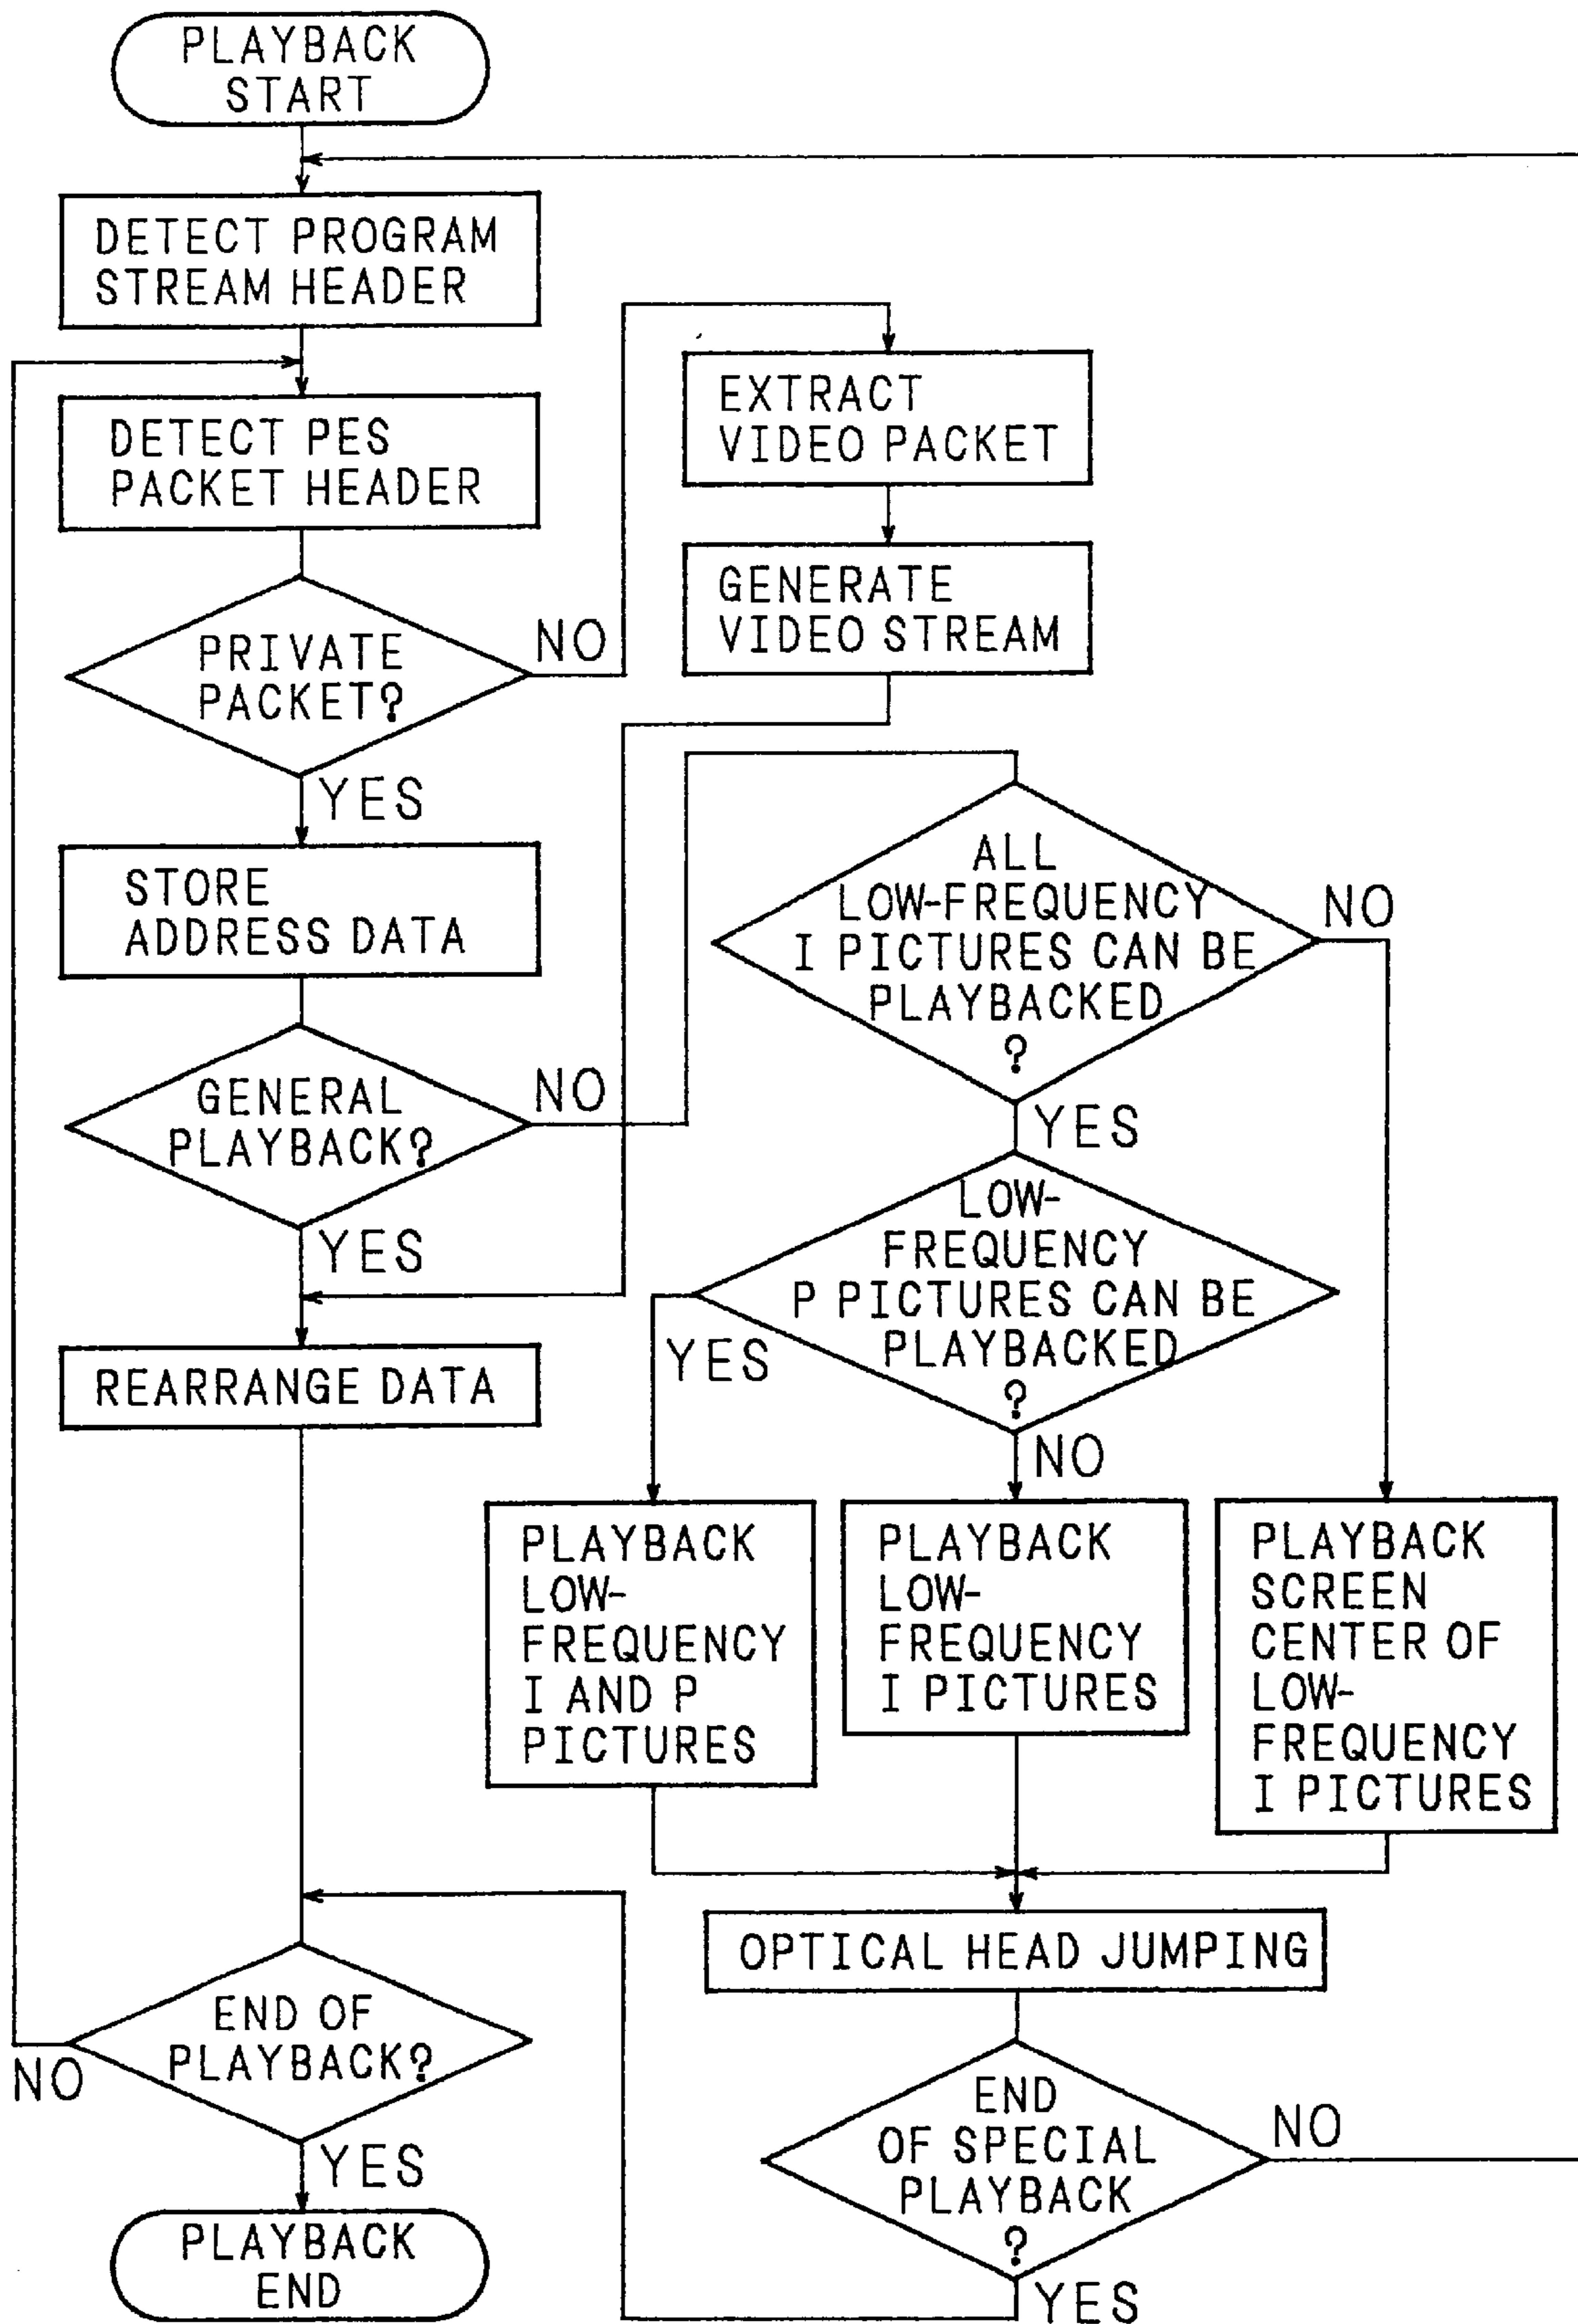 PLAYBACK
START
DETECT PROGRAM
STREAM HEADER
DETECT PES
PACKET HEADER
PRIVATE
PACKET?
NO
YES
EXTRACT
VIDEO PACKET
GENERATE
VIDEO STREAM
STORE
ADDRESS DATA
GENERAL
PLAYBACK?
NO
YES
REARRANGE DATA
ALL
LOW-FREQUENCY
I PICTURES CAN BE
PLAYBACKED
?
NO
YES
LOW-
FREQUENCY
P PICTURES CAN BE
PLAYBACKED
?
YES
NO
PLAYBACK
LOW-
FREQUENCY
I AND P
PICTURES
PLAYBACK
LOW-
FREQUENCY
I PICTURES
PLAYBACK
SCREEN
CENTER OF
LOW-
FREQUENCY
I PICTURES
OPTICAL HEAD JUMPING
END
OF SPECIAL
PLAYBACK
?
NO
YES
END OF
PLAYBACK?
NO
YES
PLAYBACK
END